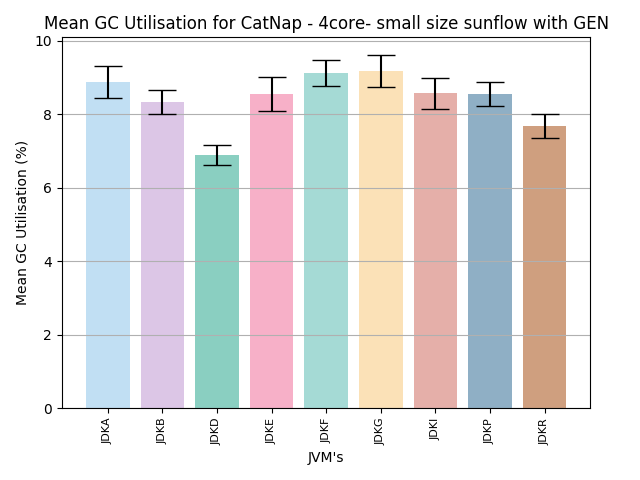 Mean GC Utilisation for CatNap - 4core- small size sunflow with GEN
Mean GC Utilisation (%)
10
8
6
4
2
0
JDKA
JDKB
JDKD
JDKE
JDKF
JDKG
JDKI
JDKP
JDKR
JVM's